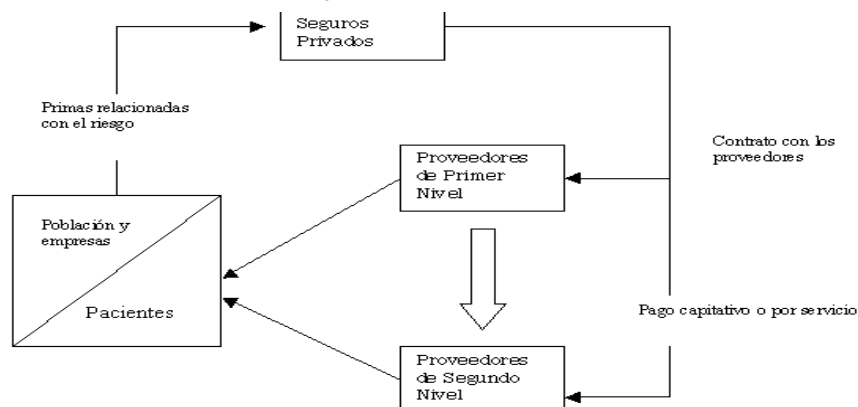 Seguros
Privados
Primas relacionadas
con el riesgo
Contrato con los
proveedores
Proveedores
de Primer
Nivel
Población y
empresas
Pacientes
Pago capitativo o por servicio
Proveedores
de Segundo
Nivel